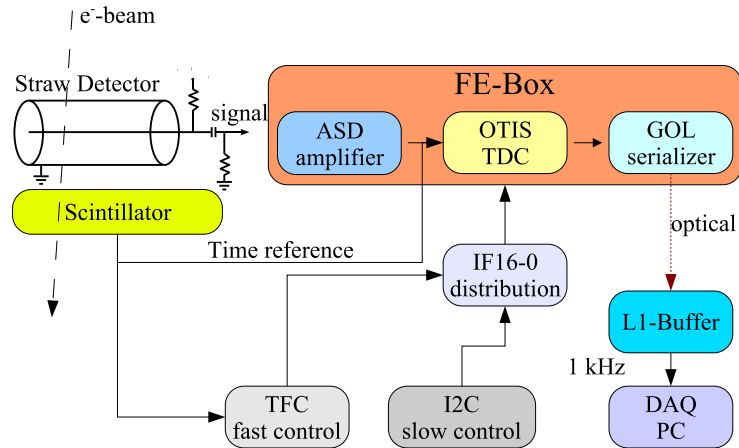 e⁻-beam
Straw Detector
signal
FE-Box
ASD
amplifier
OTIS
TDC
GOL
serializer
Scintillator
Time reference
optical
IF16-0
distribution
L1-Buffer
1 kHz
TFC
fast control
I2C
slow control
DAQ
PC